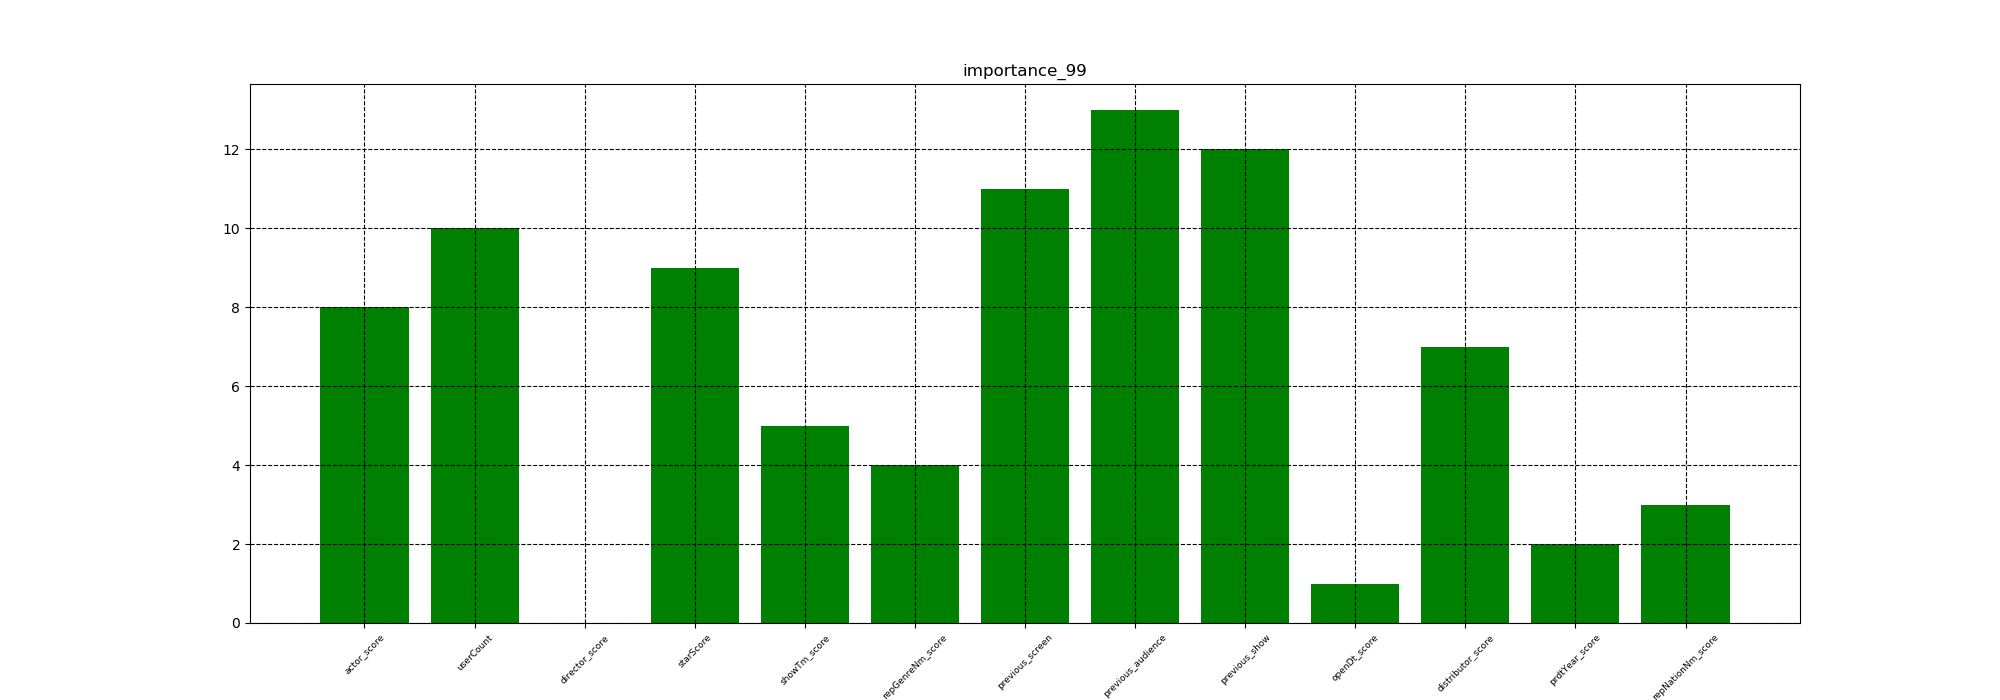 importance_99
12
10
8
6
4
2
0
actor_score
userCount
director_score
starScore
showTm_score
repGenreNm_score
previous_screen
previous_audience
previous_show
openDt_score
distributor_score
prdtYear_score
repNationNm_score